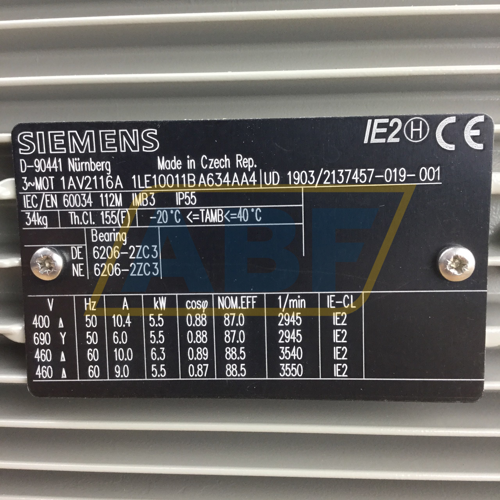 SIEMENS IE2 H CE
D-90441 Nürnberg Made in Czech Rep.
3~MOT 1AV2116A 1LE10011BA634AA4 UD 1903/2137457-019-001
IEC/EN 60034 112M IMB3 IP55
34kg Th.Cl. 155(F) -20°C <=TAMB<=40°C
Bearing
DE 6206-2ZC3
NE 6206-2ZC3
V Hz A kW cosφ NOM.EFF 1/min IE-CL
400 Δ 50 10.4 5.5 0.88 87.0 2945 IE2
690 Y 50 6.0 5.5 0.88 87.0 2945 IE2
460 Δ 60 10.0 6.3 0.89 88.5 3540 IE2
460 Δ 60 9.0 5.5 0.87 88.5 3550 IE2
ABF